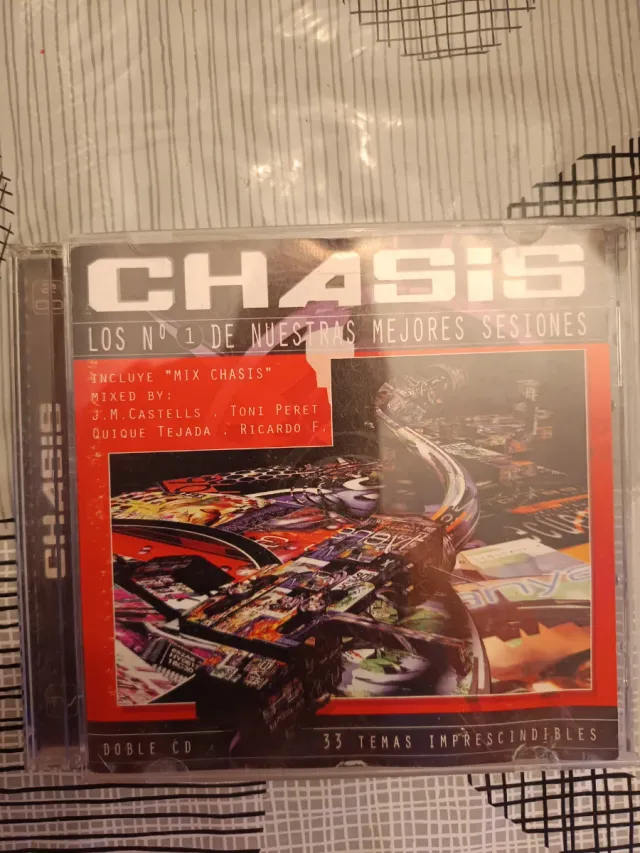 CHASiS
LOS Nº 1 DE NUESTRAS MEJORES SESIONES
INCLUYE "MIX CHASIS"
MIXED BY:
J.M.CASTELLS . TONI PERET
QUIQUE TEJADA . RICARDO F.
CHASiS
DOBLE CD
33 TEMAS IMPRESCINDIBLES